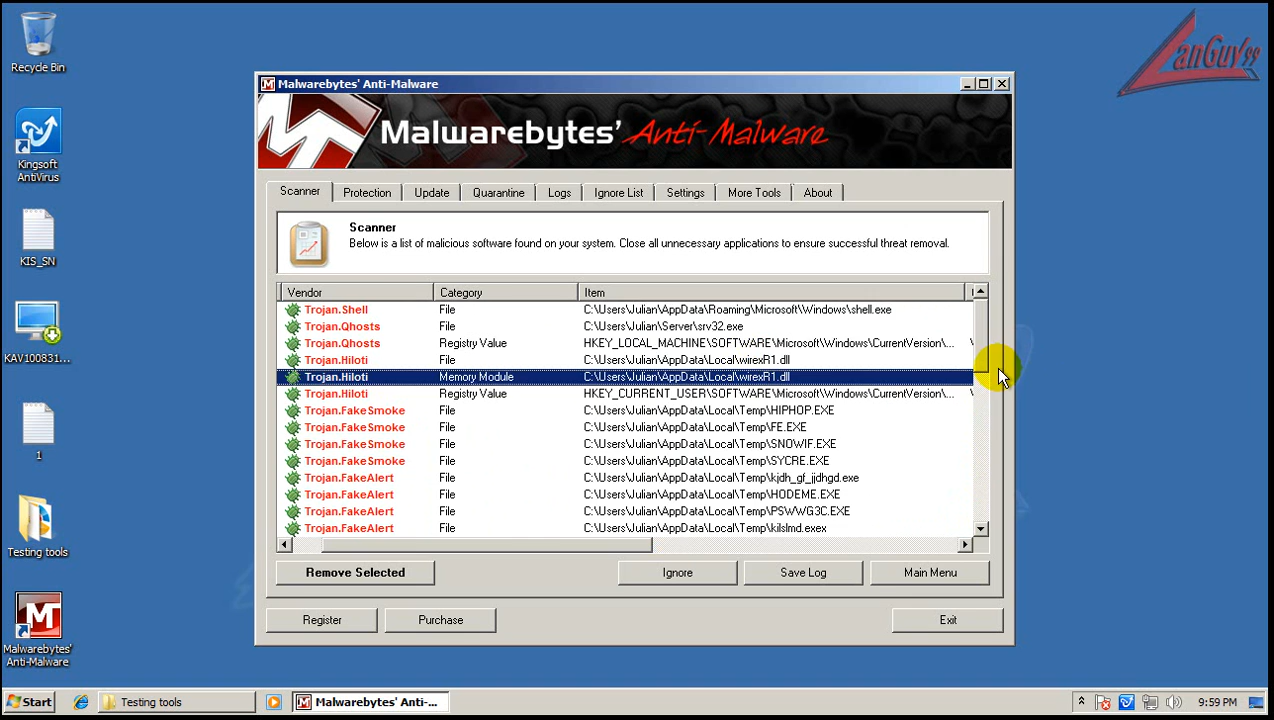 Recycle Bin
LanGuy99
Kingsoft
AntiVirus
KIS_SN
KAV100831...
1
Testing tools
Malwarebytes'
Anti-Malware
Malwarebytes' Anti-Malware
Malwarebytes' Anti-Malware
Scanner Protection Update Quarantine Logs Ignore List Settings More Tools About
Scanner
Below is a list of malicious software found on your system. Close all unnecessary applications to ensure successful threat removal.
Vendor Category Item
Trojan.Shell File C:\Users\Julian\AppData\Roaming\Microsoft\Windows\shell.exe
Trojan.Qhosts File C:\Users\Julian\Server\srv32.exe
Trojan.Qhosts Registry Value HKEY_LOCAL_MACHINE\SOFTWARE\Microsoft\Windows\CurrentVersion\...
Trojan.Hiloti File C:\Users\Julian\AppData\Local\wirexR1.dll
Trojan.Hiloti Memory Module C:\Users\Julian\AppData\Local\wirexR1.dll
Trojan.Hiloti Registry Value HKEY_CURRENT_USER\SOFTWARE\Microsoft\Windows\CurrentVersion\...
Trojan.FakeSmoke File C:\Users\Julian\AppData\Local\Temp\HIPHOP.EXE
Trojan.FakeSmoke File C:\Users\Julian\AppData\Local\Temp\FE.EXE
Trojan.FakeSmoke File C:\Users\Julian\AppData\Local\Temp\SNOWIF.EXE
Trojan.FakeSmoke File C:\Users\Julian\AppData\Local\Temp\SYCRE.EXE
Trojan.FakeAlert File C:\Users\Julian\AppData\Local\Temp\kjdh_gf_jjdhgd.exe
Trojan.FakeAlert File C:\Users\Julian\AppData\Local\Temp\HODEME.EXE
Trojan.FakeAlert File C:\Users\Julian\AppData\Local\Temp\PSWWG3C.EXE
Trojan.FakeAlert File C:\Users\Julian\AppData\Local\Temp\kilslmd.exex
Remove Selected Ignore Save Log Main Menu
Register Purchase Exit
Start Testing tools Malwarebytes' Anti-... 9:59 PM